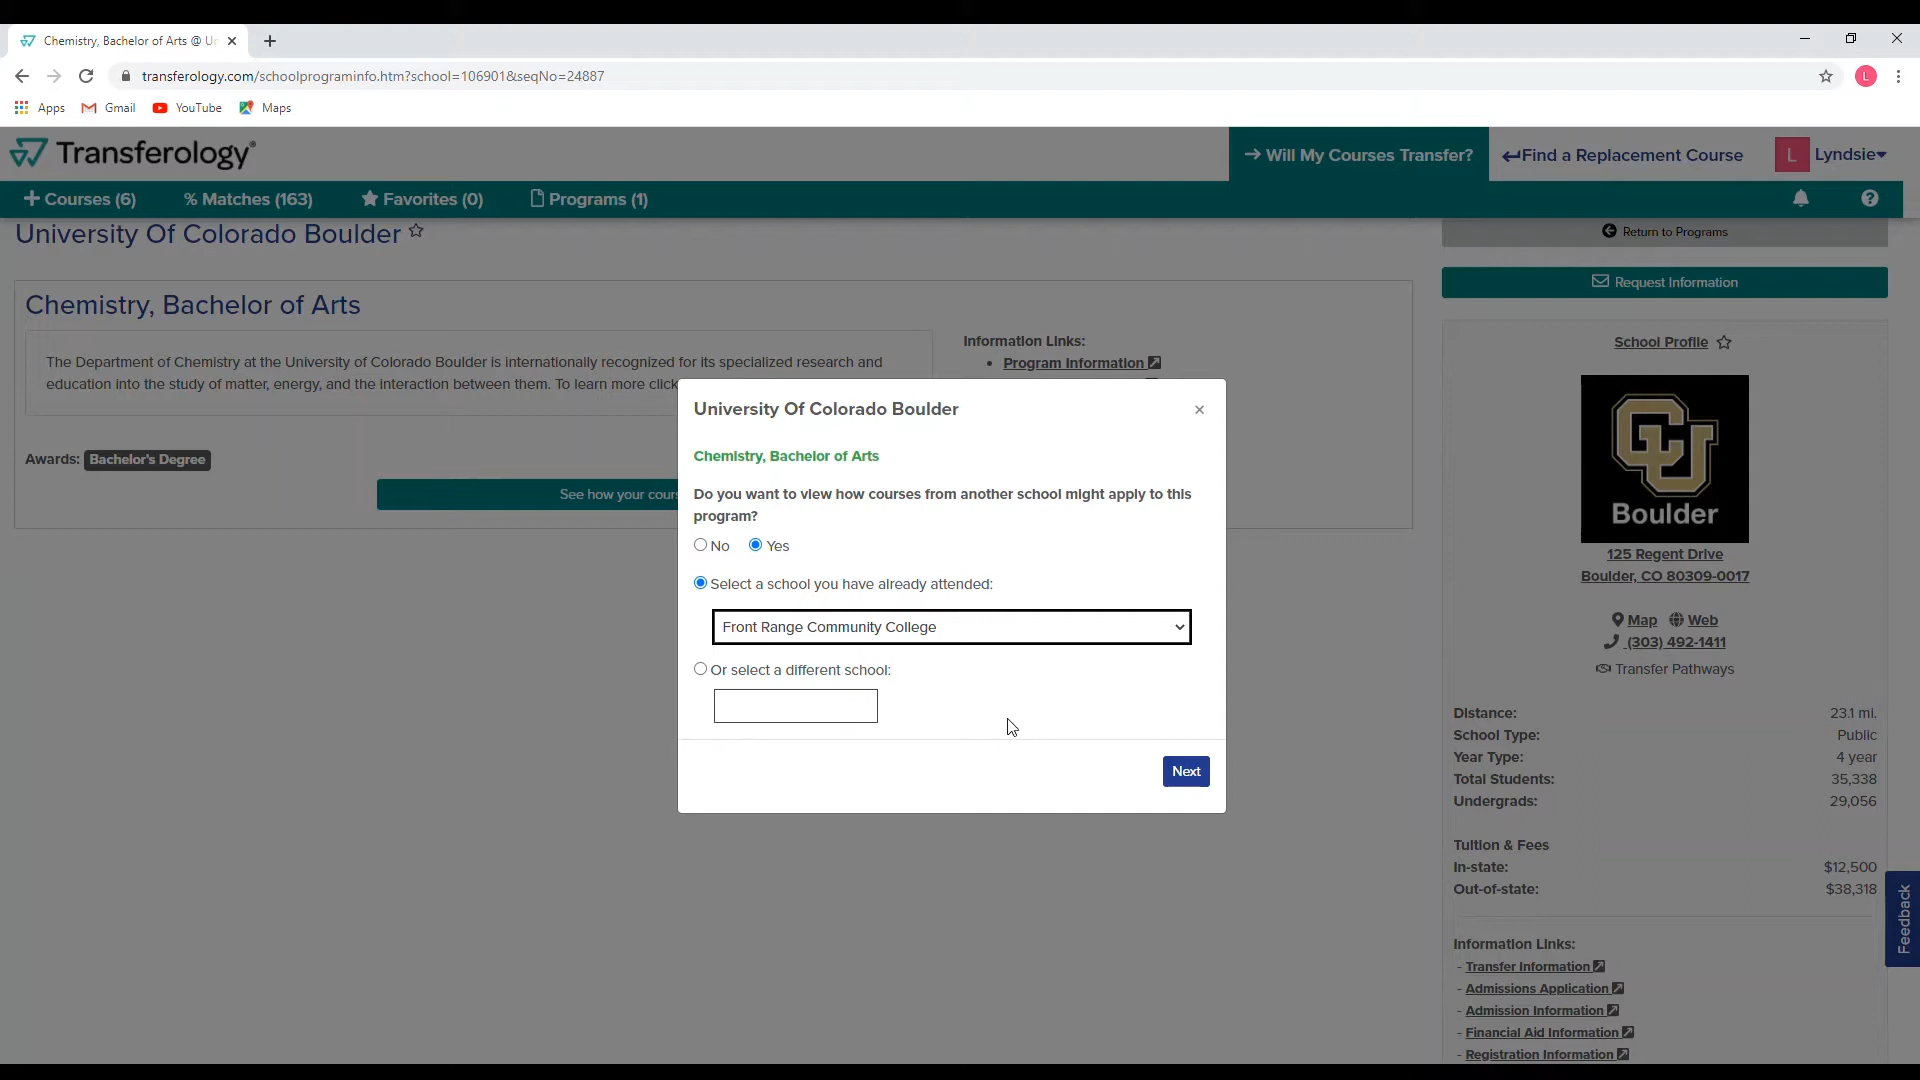 Chemistry, Bachelor of Arts @ Ur
transferology.com/schoolprograminfo.htm?school=106901&seqNo=24887
L
Apps Gmail YouTube Maps
Transferology®
Will My Courses Transfer?
Find a Replacement Course
L Lyndsie
Courses (6) % Matches (163) Favorites (0) Programs (1)
University Of Colorado Boulder
Return to Programs
Request Information
Chemistry, Bachelor of Arts
The Department of Chemistry at the University of Colorado Boulder is internationally recognized for its specialized research and
education into the study of matter, energy, and the interaction between them. To learn more click
Information Links:
Program Information
Awards: Bachelor's Degree
See how your cours
University Of Colorado Boulder ×
Chemistry, Bachelor of Arts
Do you want to view how courses from another school might apply to this
program?
No Yes
Select a school you have already attended:
Front Range Community College
Or select a different school:
Next
School Profile
CU
Boulder
125 Regent Drive
Boulder, CO 80309-0017
Map Web
(303) 492-1411
Transfer Pathways
Distance: 23.1 mi.
School Type: Public
Year Type: 4 year
Total Students: 35,338
Undergrads: 29,056
Tuition & Fees
In-state: $12,500
Out-of-state: $38,318
Information Links:
- Transfer Information
- Admissions Application
- Admission Information
- Financial Aid Information
- Registration Information
Feedback